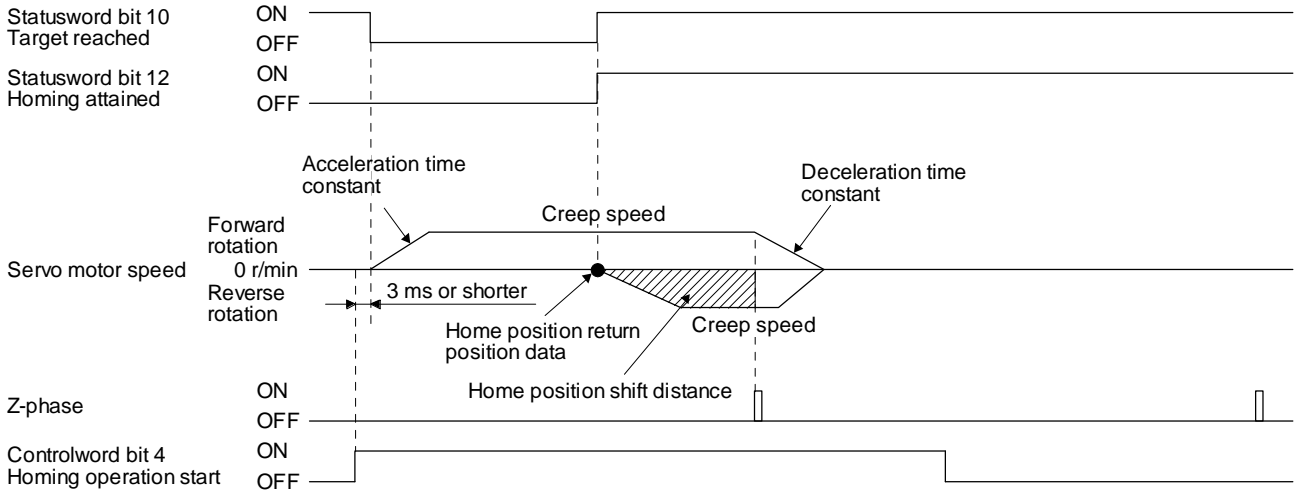 Statusword bit 10
Target reached
ON
OFF
Statusword bit 12
Homing attained
ON
OFF
Acceleration time
constant
Deceleration time
constant
Creep speed
Forward
rotation
Servo motor speed
0 r/min
Reverse
rotation
3 ms or shorter
Creep speed
Home position return
position data
Home position shift distance
Z-phase
ON
OFF
Controlword bit 4
Homing operation start
ON
OFF